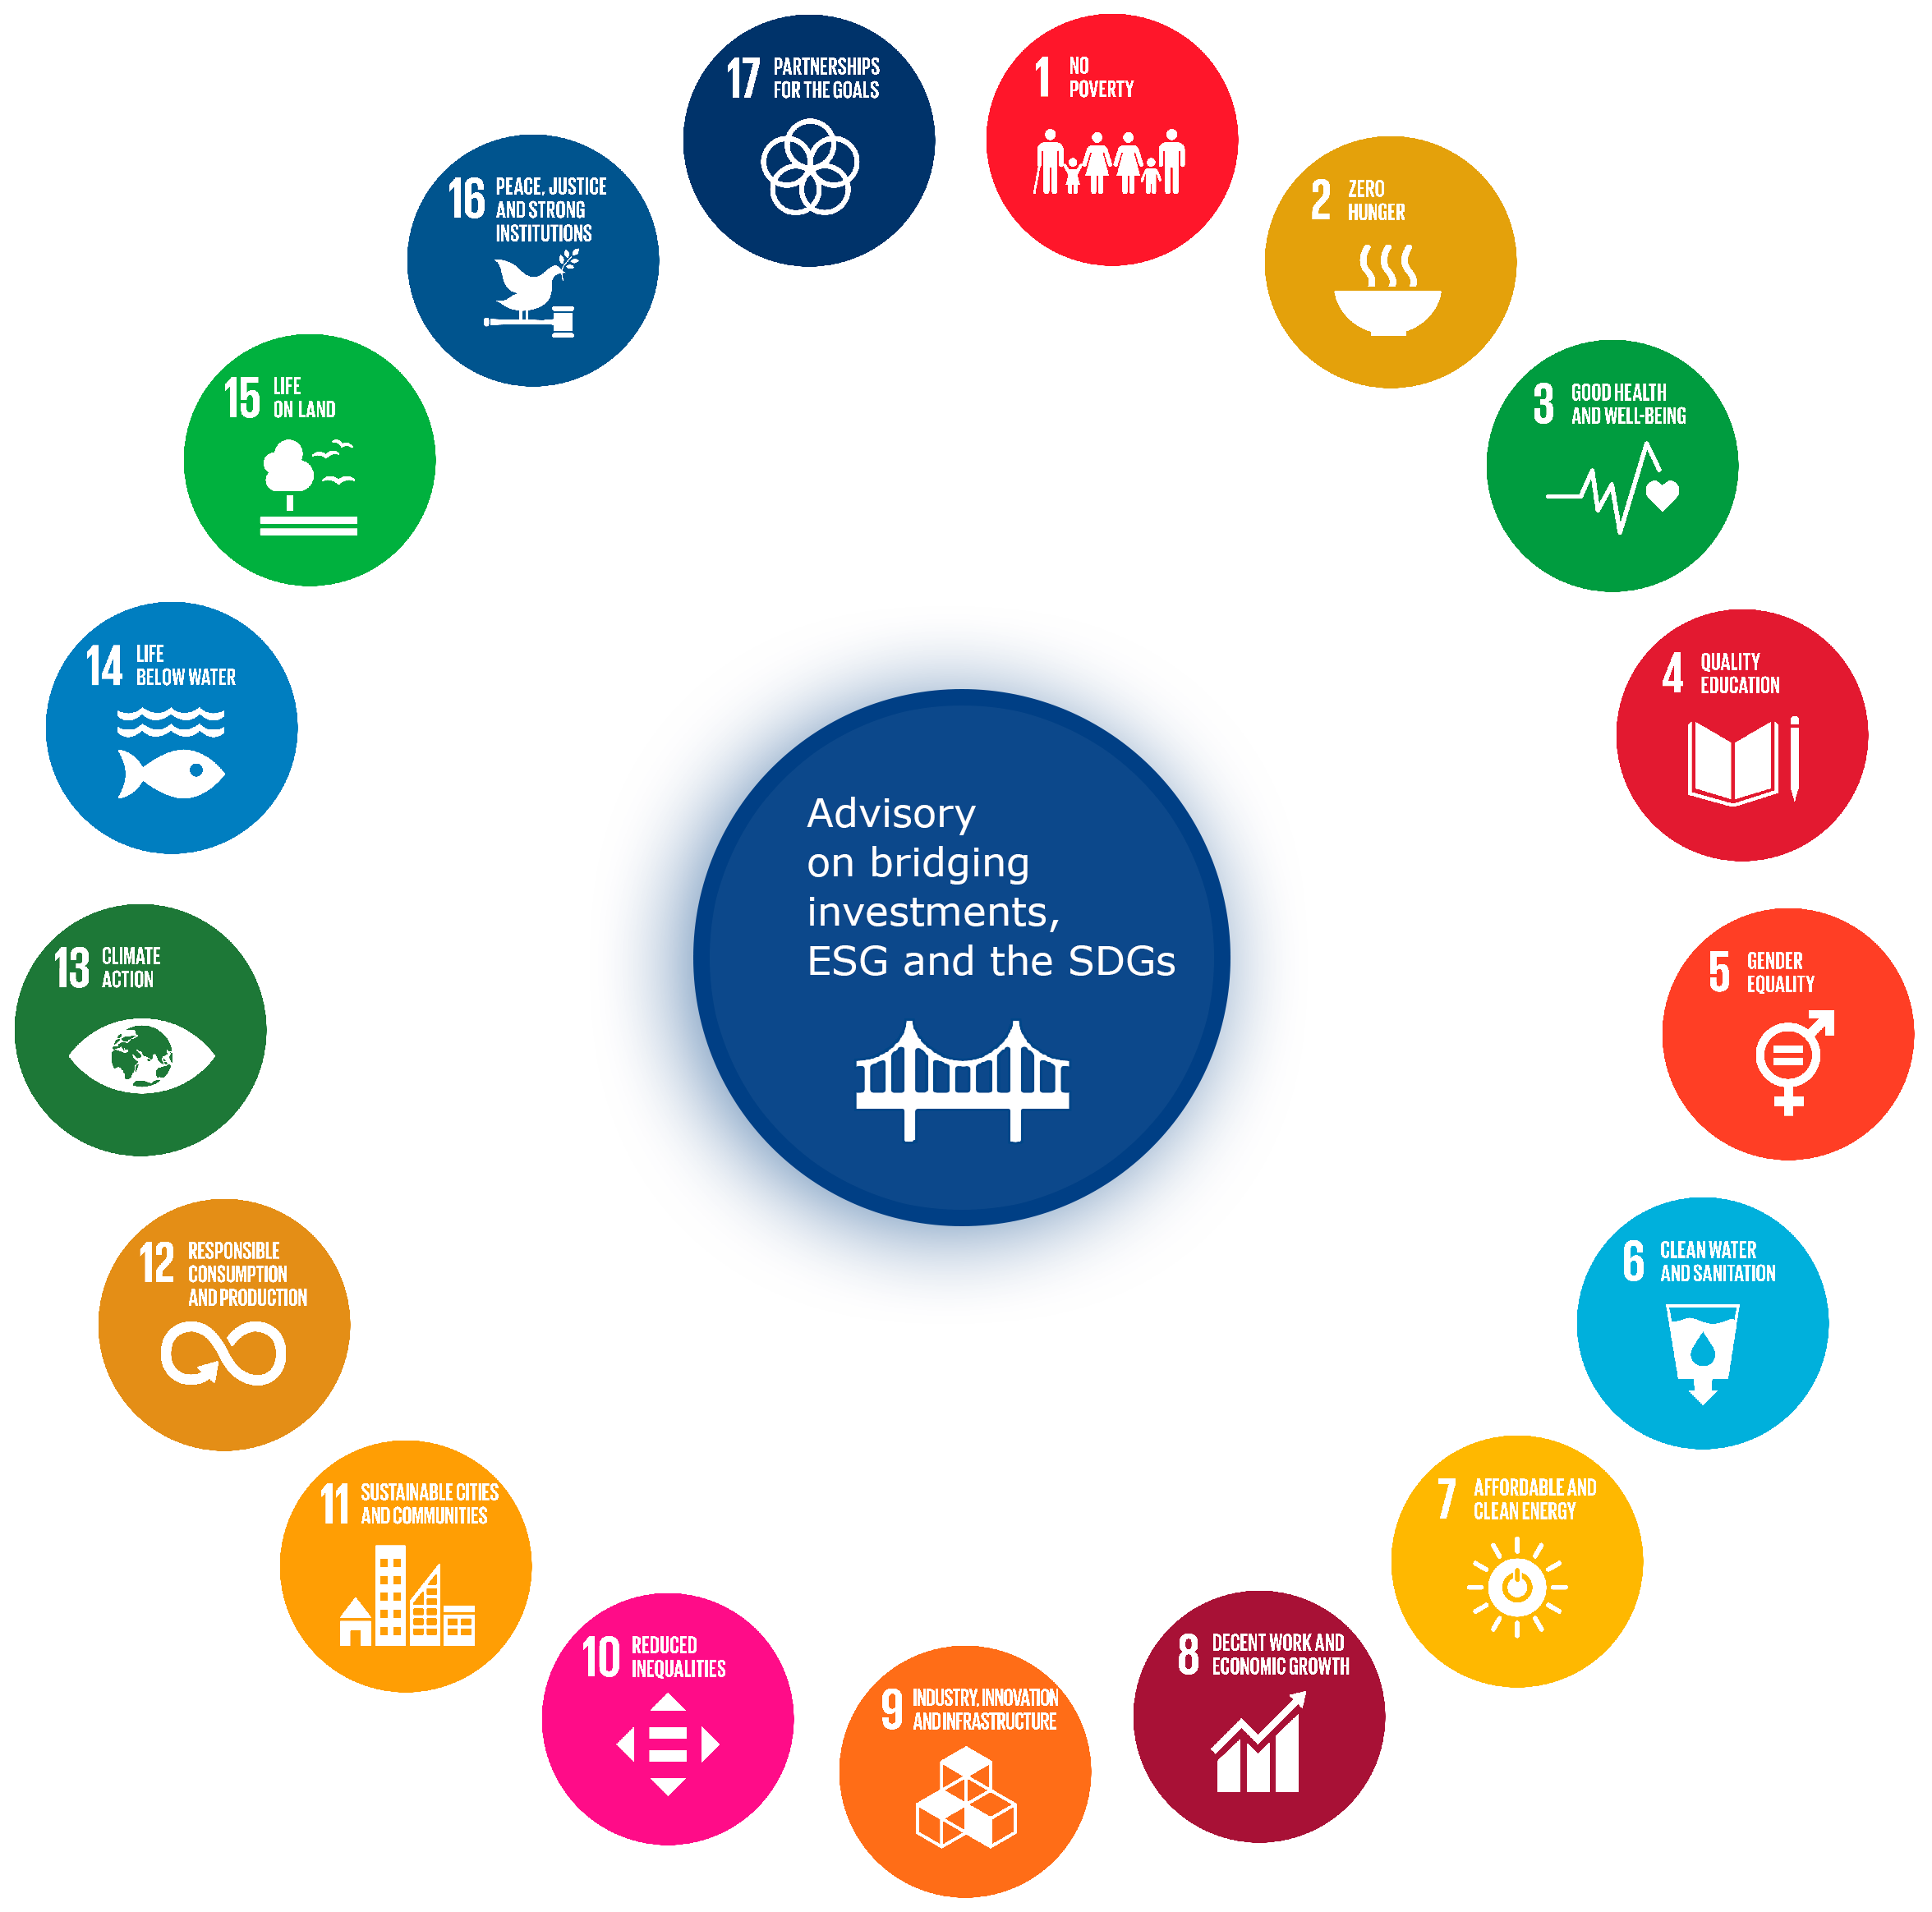 17 PARTNERSHIPS
FOR THE GOALS
1 NO
POVERTY
16 PEACE, JUSTICE
AND STRONG
INSTITUTIONS
2 ZERO
HUNGER
15 LIFE
ON LAND
3 GOOD HEALTH
AND WELL-BEING
14 LIFE
BELOW WATER
4 QUALITY
EDUCATION
Advisory
on bridging
investments,
ESG and the SDGs
13 CLIMATE
ACTION
5 GENDER
EQUALITY
12 RESPONSIBLE
CONSUMPTION
AND PRODUCTION
6 CLEAN WATER
AND SANITATION
11 SUSTAINABLE CITIES
AND COMMUNITIES
7 AFFORDABLE AND
CLEAN ENERGY
10 REDUCED
INEQUALITIES
8 DECENT WORK AND
ECONOMIC GROWTH
9 INDUSTRY, INNOVATION
AND INFRASTRUCTURE